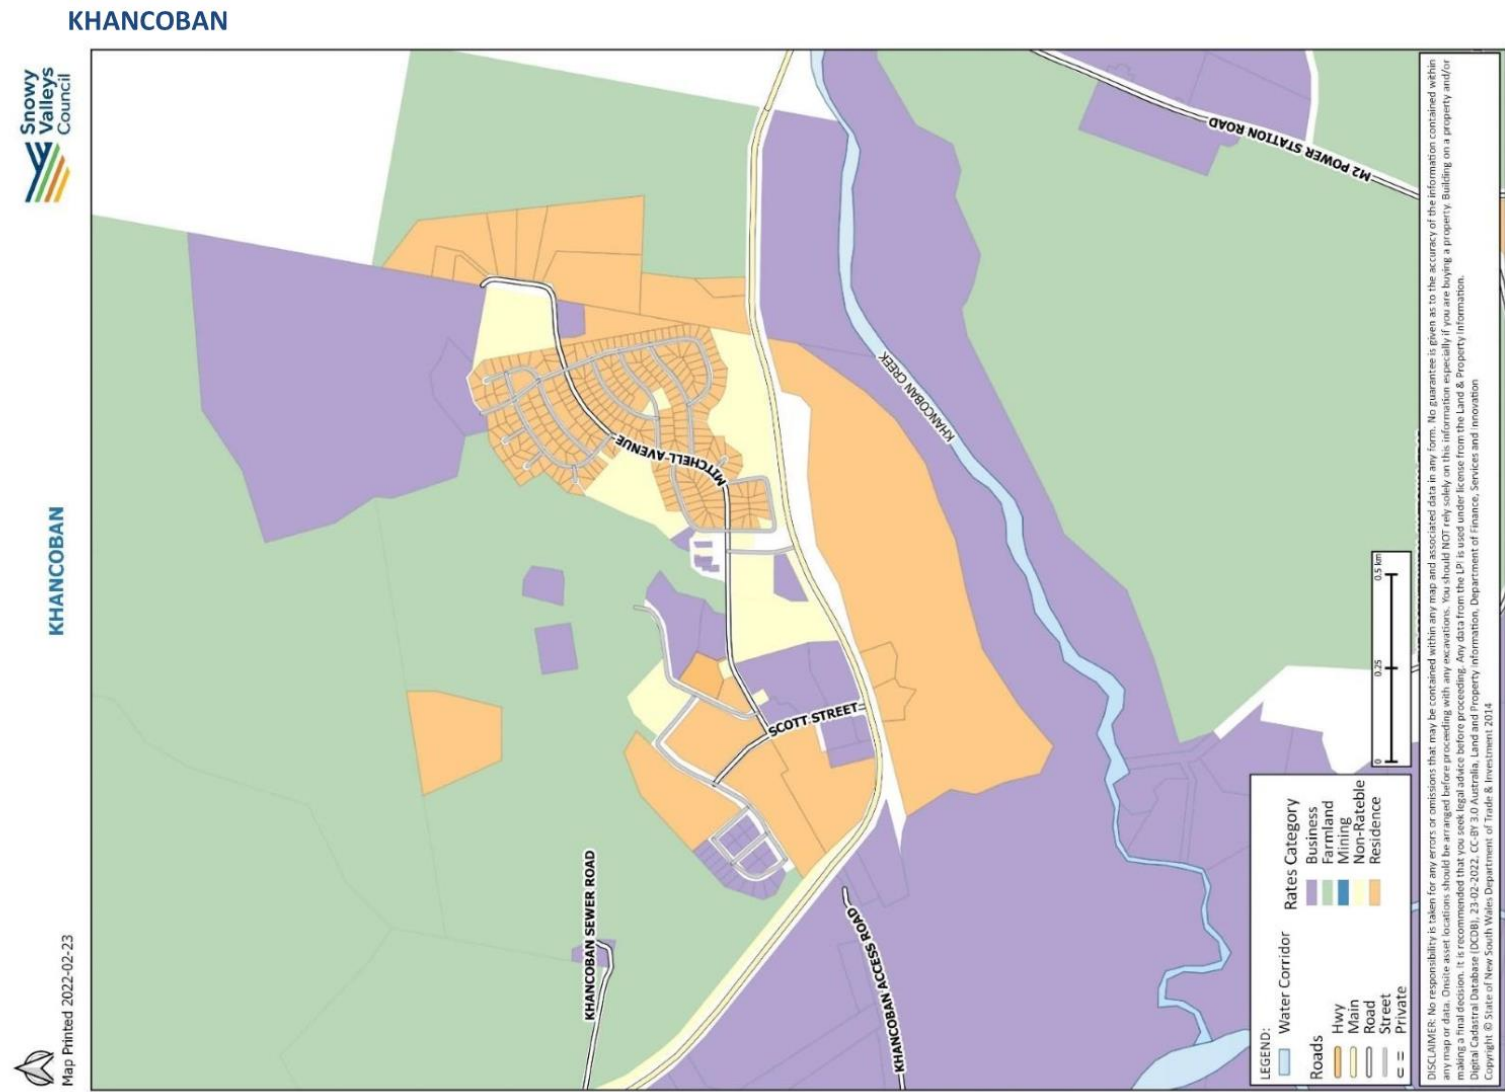 KHANCOBAN
Snowy
Valleys
Council
KHANCOBAN
Map Printed 2022-02-23
M2 POWER STATION ROAD
KHANCOBAN CREEK
MITCHELL AVENUE
SCOTT STREET
KHANCOBAN SEWER ROAD
KHANCOBAN ACCESS ROAD
0 0.25 0.5 km
LEGEND:
Water Corridor
Roads
Hwy
Main
Road
Street
Private
Rates Category
Business
Farmland
Mining
Non-Rateble
Residence
DISCLAIMER: No responsibility is taken for any errors or omissions that may be contained within any map and associated data in any form. No guarantee is given as to the accuracy of the information contained within
any map or data. Onsite asset locations should be arranged before proceeding with any excavations. You should NOT rely solely on this information especially if you are buying a property. Building on a property and/or
making a final decision. It is recommended that you seek legal advice before proceeding. Any data from the LPI is used under license from the Land & Property Information.
Digital Cadastral Database (DCDB), 23-02-2022, CC-BY 3.0 Australia, Land and Property Information, Department of Finance, Services and Innovation
Copyright © State of New South Wales Department of Trade & Investment 2014